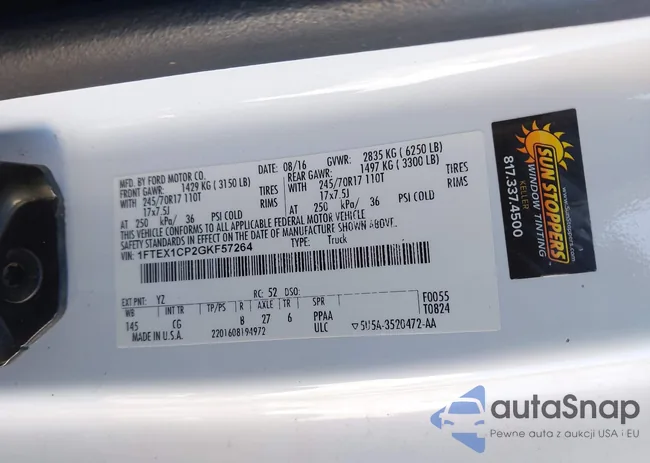 MFD. BY FORD MOTOR CO. 08/16 GVWR: 2835 KG (6250 LB)
FRONT GAWR: 1429 KG (3150 LB) REAR GAWR: 1497 KG (3300 LB)
245/70R17 110T TIRES 245/70R17 110T TIRES
17x7.5J RIMS 17x7.5J RIMS
AT 250 kPa/ 36 PSI COLD AT 250 kPa/ 36 PSI COLD
THIS VEHICLE CONFORMS TO ALL APPLICABLE FEDERAL MOTOR VEHICLE
SAFETY STANDARDS IN EFFECT ON THE DATE OF MANUFACTURE SHOWN ABOVE.
VIN: 1FTEX1CP2GKF57264 TYPE: Truck
EXT PNT: YZ RC: 52 DSO: F0055
WB INT TR TP/PS R AXLE TR SPR T0824
145 CG B 27 6 PPAA
MADE IN U.S.A. 2201608194972 ULC ▽5U5A-3520472-AA
SUN STOPPERS
WINDOW TINTING
KELLER
817.337.4500
autaSnap
Pewne auta z aukcji USA i EU